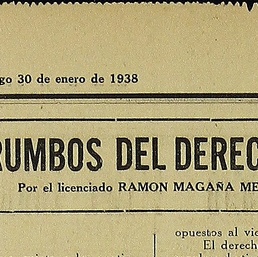 go 30 de enero de 1938
RUMBOS DEL DEREC
Por el licenciado RAMON MAGAÑA ME
opuestos al vie
El derech